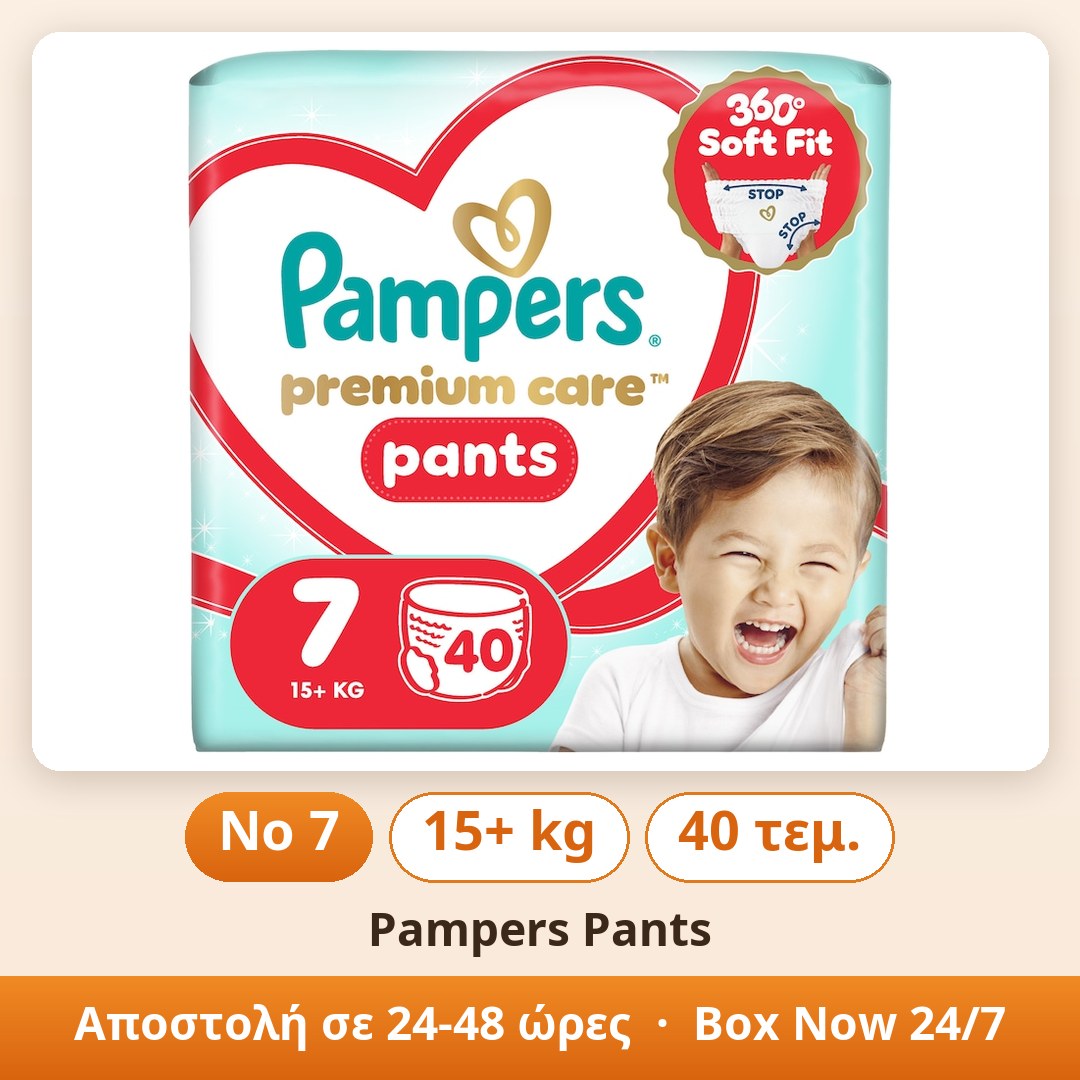 360°
Soft Fit
STOP
STOP
Pampers®
premium care™
pants
7
40
15+ KG
No 7
15+ kg
40 τεμ.
Pampers Pants
Αποστολή σε 24-48 ώρες · Box Now 24/7